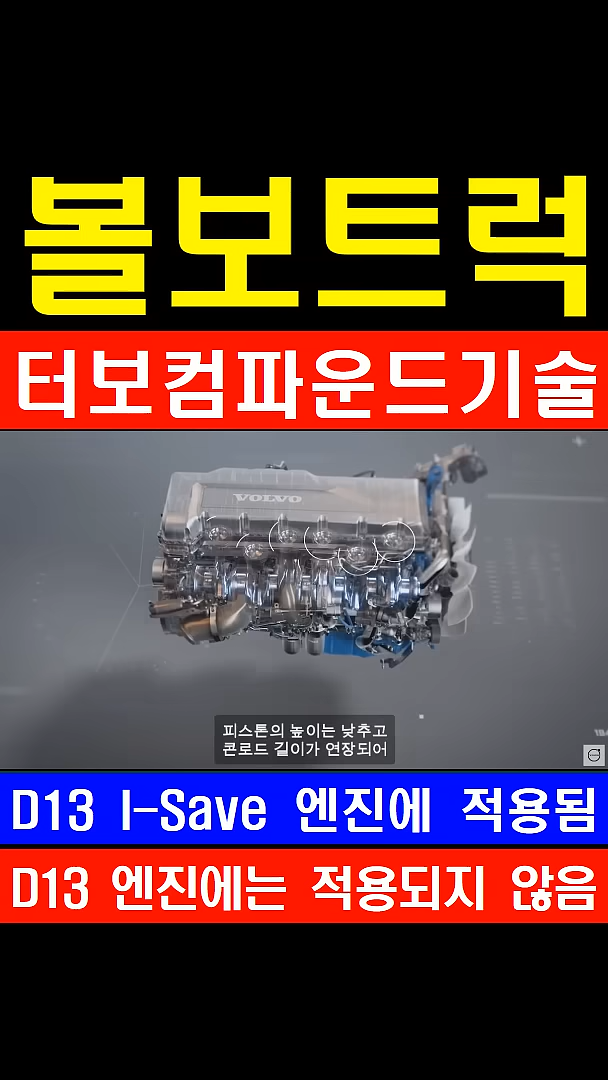 볼보트럭
터보컴파운드기술
VOLVO
피스톤의 높이는 낮추고
콘로드 길이가 연장되어
D13 I-Save 엔진에 적용됨
D13 엔진에는 적용되지 않음